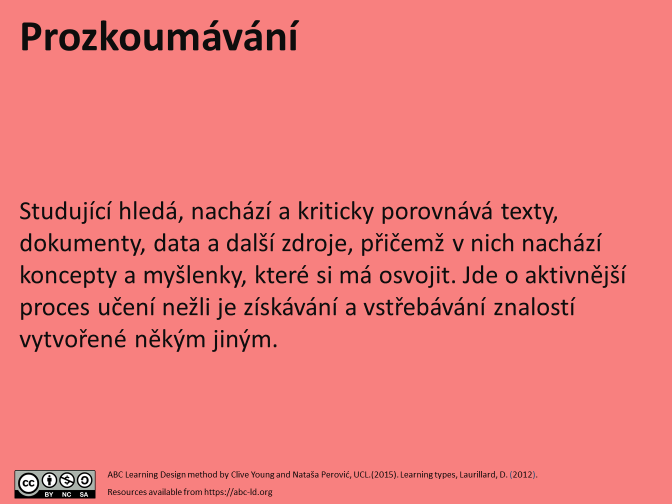 Prozkoumávání
Studující hledá, nachází a kriticky porovnává texty,
dokumenty, data a další zdroje, přičemž v nich nachází
koncepty a myšlenky, které si má osvojit. Jde o aktivnější
proces učení nežli je získávání a vstřebávání znalostí
vytvořené někým jiným.
cc BY NC SA
ABC Learning Design method by Clive Young and Nataša Perović, UCL.(2015). Learning types, Laurillard, D. (2012).
Resources available from https://abc-ld.org